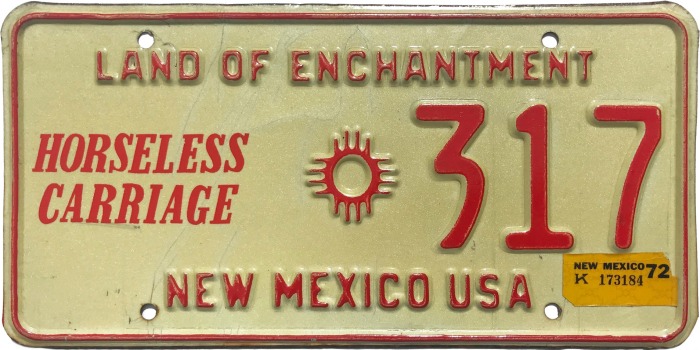 LAND OF ENCHANTMENT
HORSELESS
CARRIAGE
317
NEW MEXICO 72
K 173184
NEW MEXICO USA